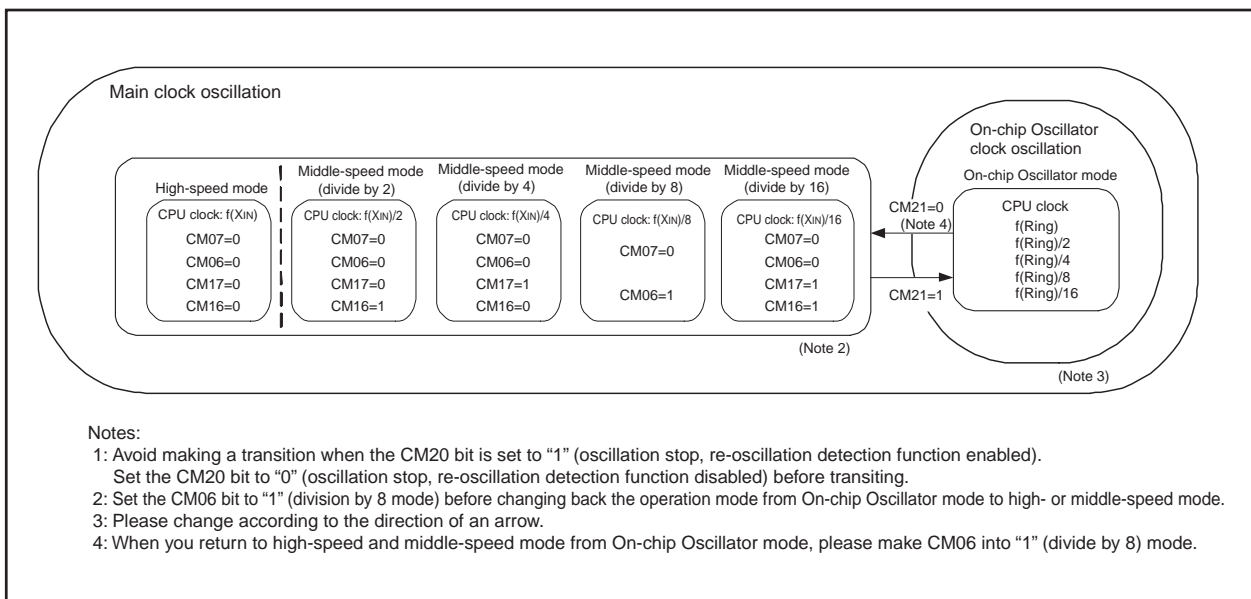 Main clock oscillation
High-speed mode
CPU clock: f(XIN)
CM07=0
CM06=0
CM17=0
CM16=0
Middle-speed mode
(divide by 2)
CPU clock: f(XIN)/2
CM07=0
CM06=0
CM17=0
CM16=1
Middle-speed mode
(divide by 4)
CPU clock: f(XIN)/4
CM07=0
CM06=0
CM17=1
CM16=0
Middle-speed mode
(divide by 8)
CPU clock: f(XIN)/8
CM07=0
CM06=1
Middle-speed mode
(divide by 16)
CPU clock: f(XIN)/16
CM07=0
CM06=0
CM17=1
CM16=1
(Note 2)
CM21=0
(Note 4)
CM21=1
On-chip Oscillator
clock oscillation
On-chip Oscillator mode
CPU clock
f(Ring)
f(Ring)/2
f(Ring)/4
f(Ring)/8
f(Ring)/16
(Note 3)
Notes:
1: Avoid making a transition when the CM20 bit is set to “1” (oscillation stop, re-oscillation detection function enabled).
Set the CM20 bit to “0” (oscillation stop, re-oscillation detection function disabled) before transiting.
2: Set the CM06 bit to “1” (division by 8 mode) before changing back the operation mode from On-chip Oscillator mode to high- or middle-speed mode.
3: Please change according to the direction of an arrow.
4: When you return to high-speed and middle-speed mode from On-chip Oscillator mode, please make CM06 into “1” (divide by 8) mode.